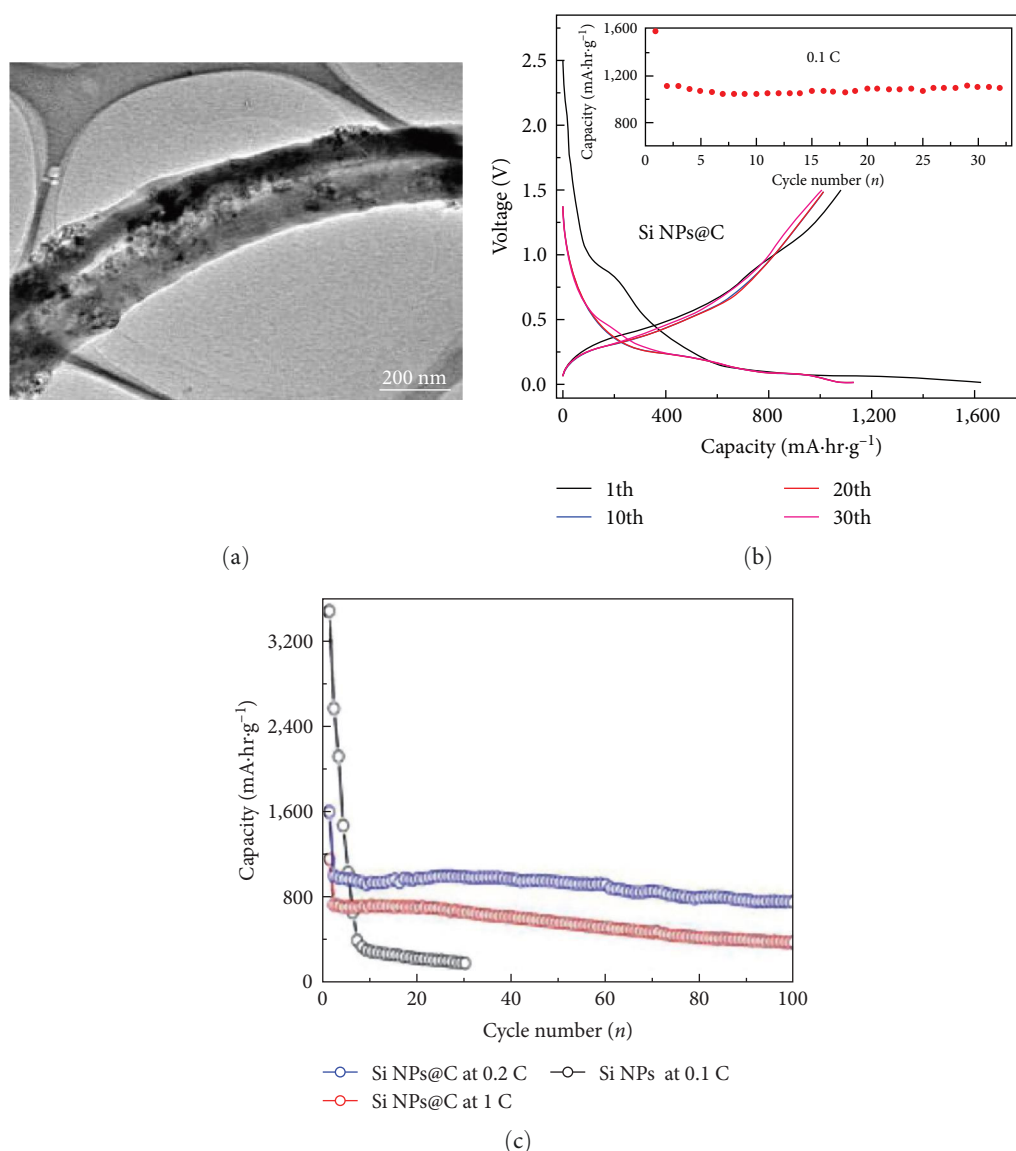 (a)
200 nm
(b)
Voltage (V)
2.5
2.0
1.5
1.0
0.5
0.0
0
400
800
1,200
1,600
Capacity (mA·hr·g⁻¹)
Si NPs@C
Capacity (mA·hr·g⁻¹)
1,600
1,200
800
0.1 C
0
5
10
15
20
25
30
Cycle number (n)
1th
20th
10th
30th
(c)
Capacity (mA·hr·g⁻¹)
3,200
2,400
1,600
800
0
0
20
40
60
80
100
Cycle number (n)
Si NPs@C at 0.2 C
Si NPs at 0.1 C
Si NPs@C at 1 C